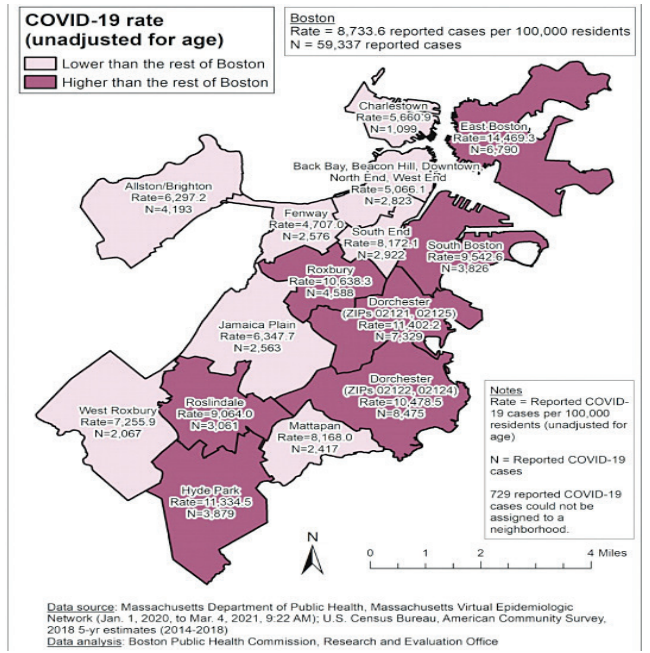 COVID-19 rate
(unadjusted for age)
Lower than the rest of Boston
Higher than the rest of Boston
Boston
Rate = 8,733.6 reported cases per 100,000 residents
N = 59,337 reported cases
Charlestown
Rate=5,660.9
N=1,099
East Boston
Rate=14,469.3
N=6,790
Back Bay, Beacon Hill, Downtown,
North End, West End
Rate=5,066.1
N=2,823
Allston/Brighton
Rate=6,297.2
N=4,193
Fenway
Rate=4,707.0
N=2,576
South End
Rate=8,172.1
N=2,922
South Boston
Rate=9,542.6
N=3,826
Roxbury
Rate=10,638.3
N=4,588
Dorchester
(ZIPs 02121, 02125)
Rate=11,402.2
N=7,329
Jamaica Plain
Rate=6,347.7
N=2,563
Dorchester
(ZIPs 02122, 02124)
Rate=10,478.5
N=8,475
West Roxbury
Rate=7,255.9
N=2,067
Roslindale
Rate=9,064.0
N=3,061
Mattapan
Rate=8,168.0
N=2,417
Hyde Park
Rate=11,334.5
N=3,879
Notes
Rate = Reported COVID-
19 cases per 100,000
residents (unadjusted for
age)
N = Reported COVID-19
cases
729 reported COVID-19
cases could not be
assigned to a
neighborhood.
N
0 1 2 4 Miles
Data source: Massachusetts Department of Public Health, Massachusetts Virtual Epidemiologic
Network (Jan. 1, 2020, to Mar. 4, 2021, 9:22 AM); U.S. Census Bureau, American Community Survey,
2018 5-yr estimates (2014-2018)
Data analysis: Boston Public Health Commission, Research and Evaluation Office